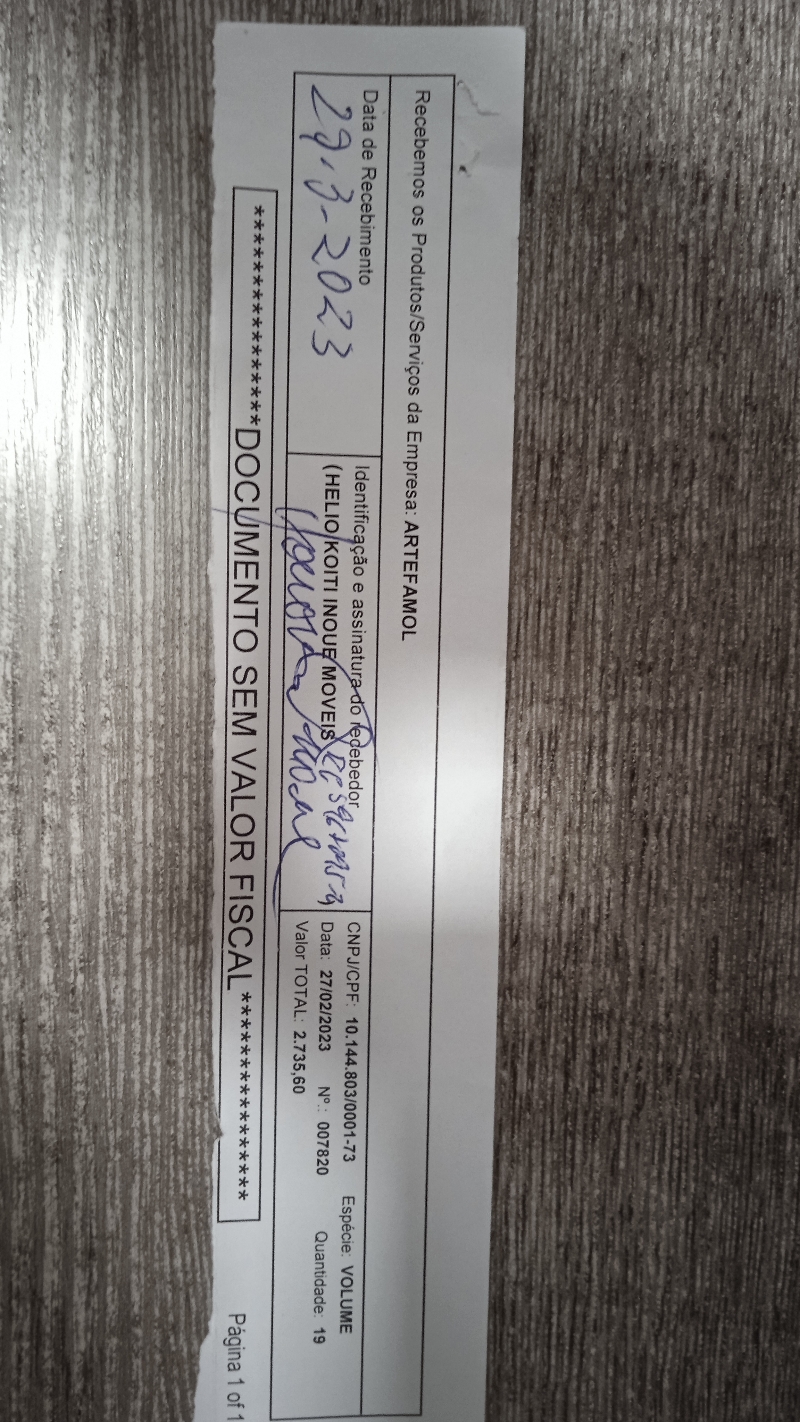 Recebemos os Produtos/Serviços da Empresa: ARTEFAMOL
Data de Recebimento
29-3-2023
Identificação e assinatura do redebedor
(HELIO KOITI INOUE MOVEIS
CNPJ/CPF: 10.144.803/0001-73 Espécie: VOLUME
Data: 27/02/2023 Nº.: 007820 Quantidade: 19
Valor TOTAL: 2.735,60
*****************DOCUMENTO SEM VALOR FISCAL*****************
Página 1 of 1